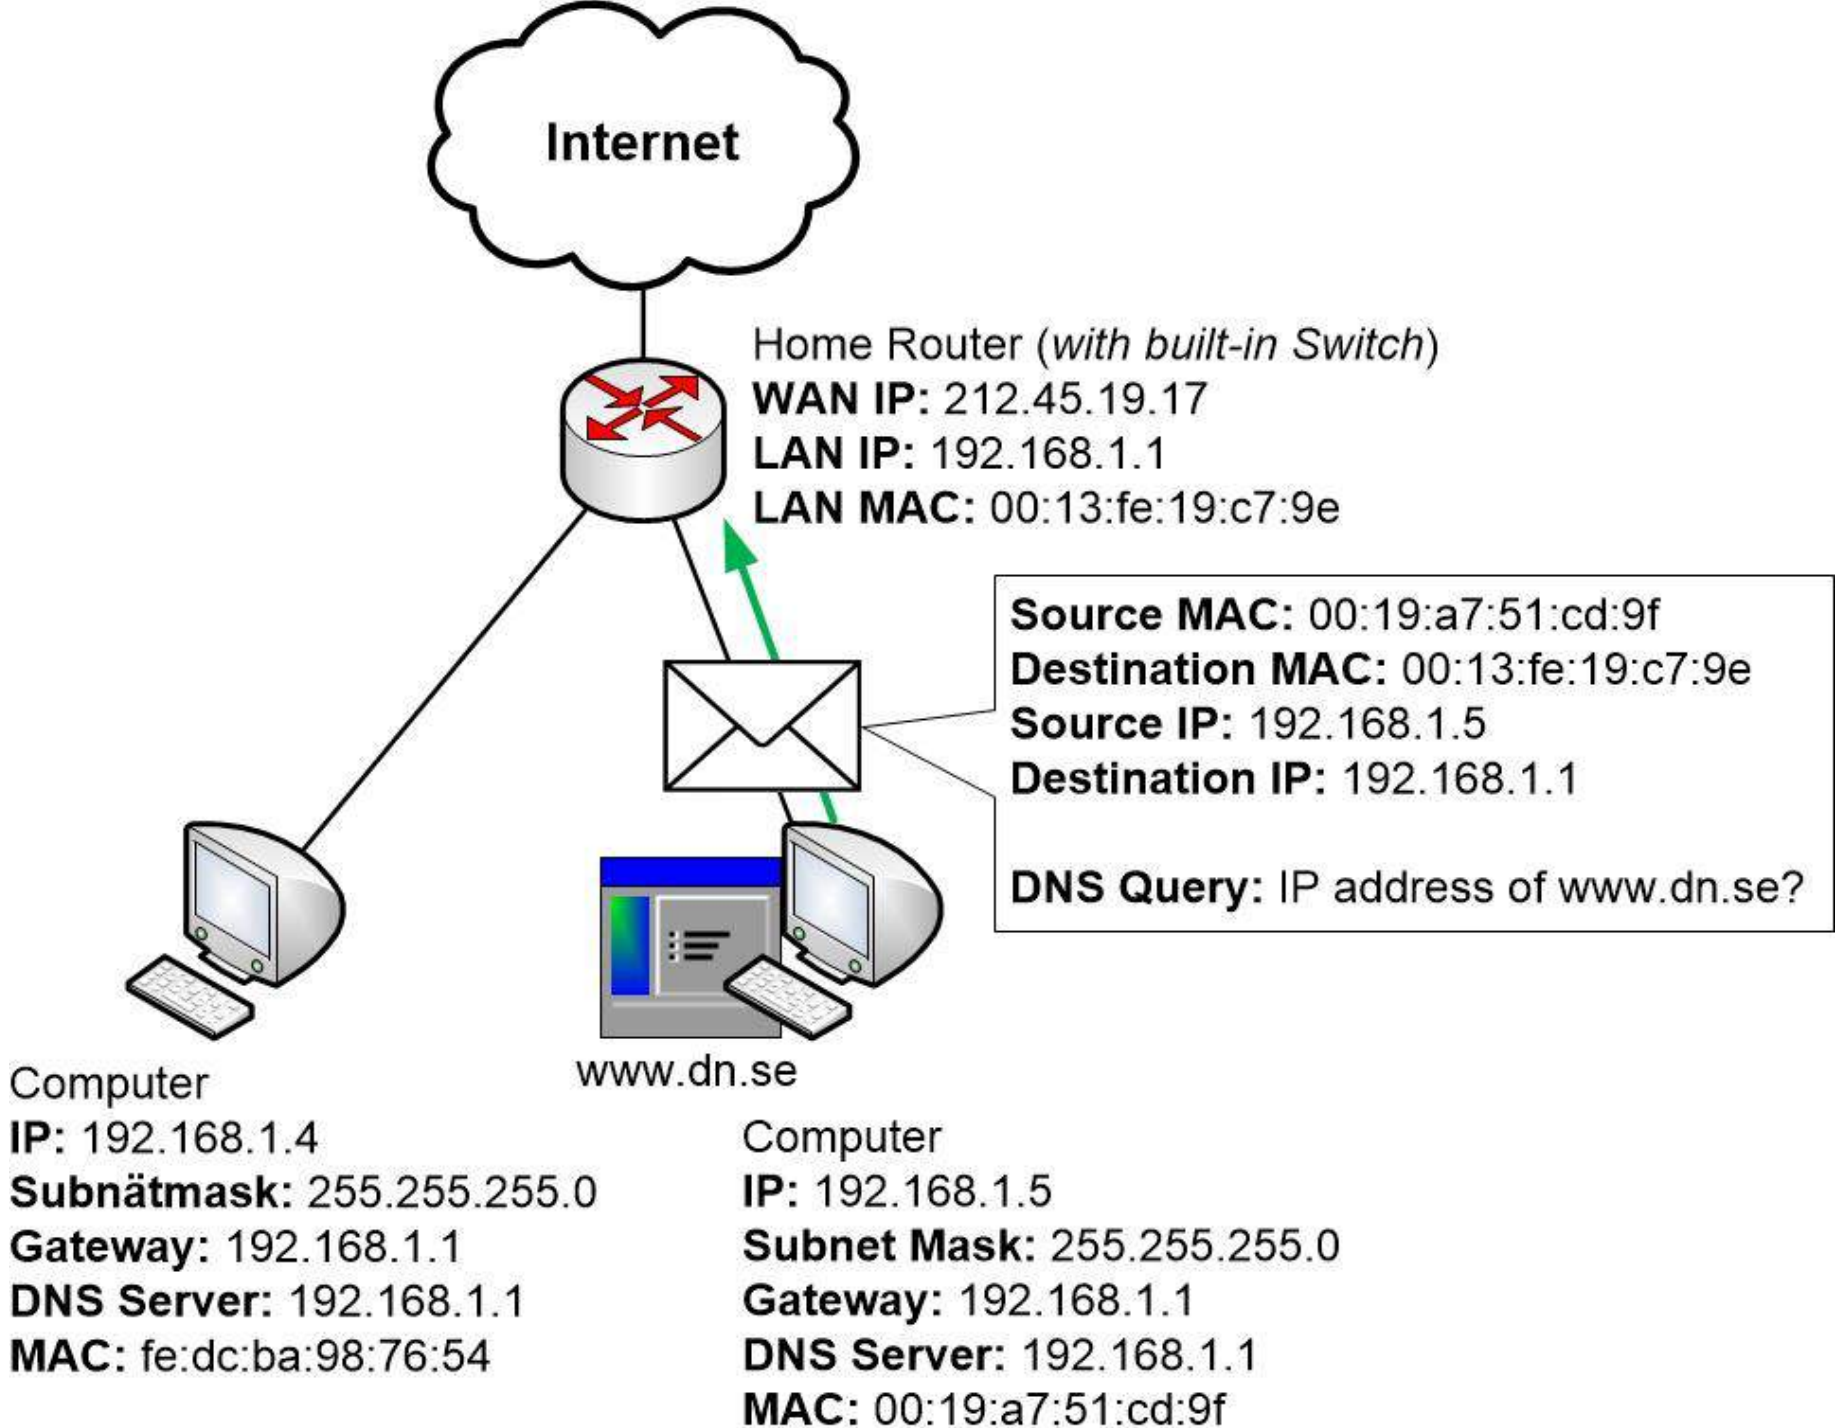 Internet
Home Router (with built-in Switch)
WAN IP: 212.45.19.17
LAN IP: 192.168.1.1
LAN MAC: 00:13:fe:19:c7:9e
Source MAC: 00:19:a7:51:cd:9f
Destination MAC: 00:13:fe:19:c7:9e
Source IP: 192.168.1.5
Destination IP: 192.168.1.1
DNS Query: IP address of www.dn.se?
www.dn.se
Computer
IP: 192.168.1.4
Subnätmask: 255.255.255.0
Gateway: 192.168.1.1
DNS Server: 192.168.1.1
MAC: fe:dc:ba:98:76:54
Computer
IP: 192.168.1.5
Subnet Mask: 255.255.255.0
Gateway: 192.168.1.1
DNS Server: 192.168.1.1
MAC: 00:19:a7:51:cd:9f